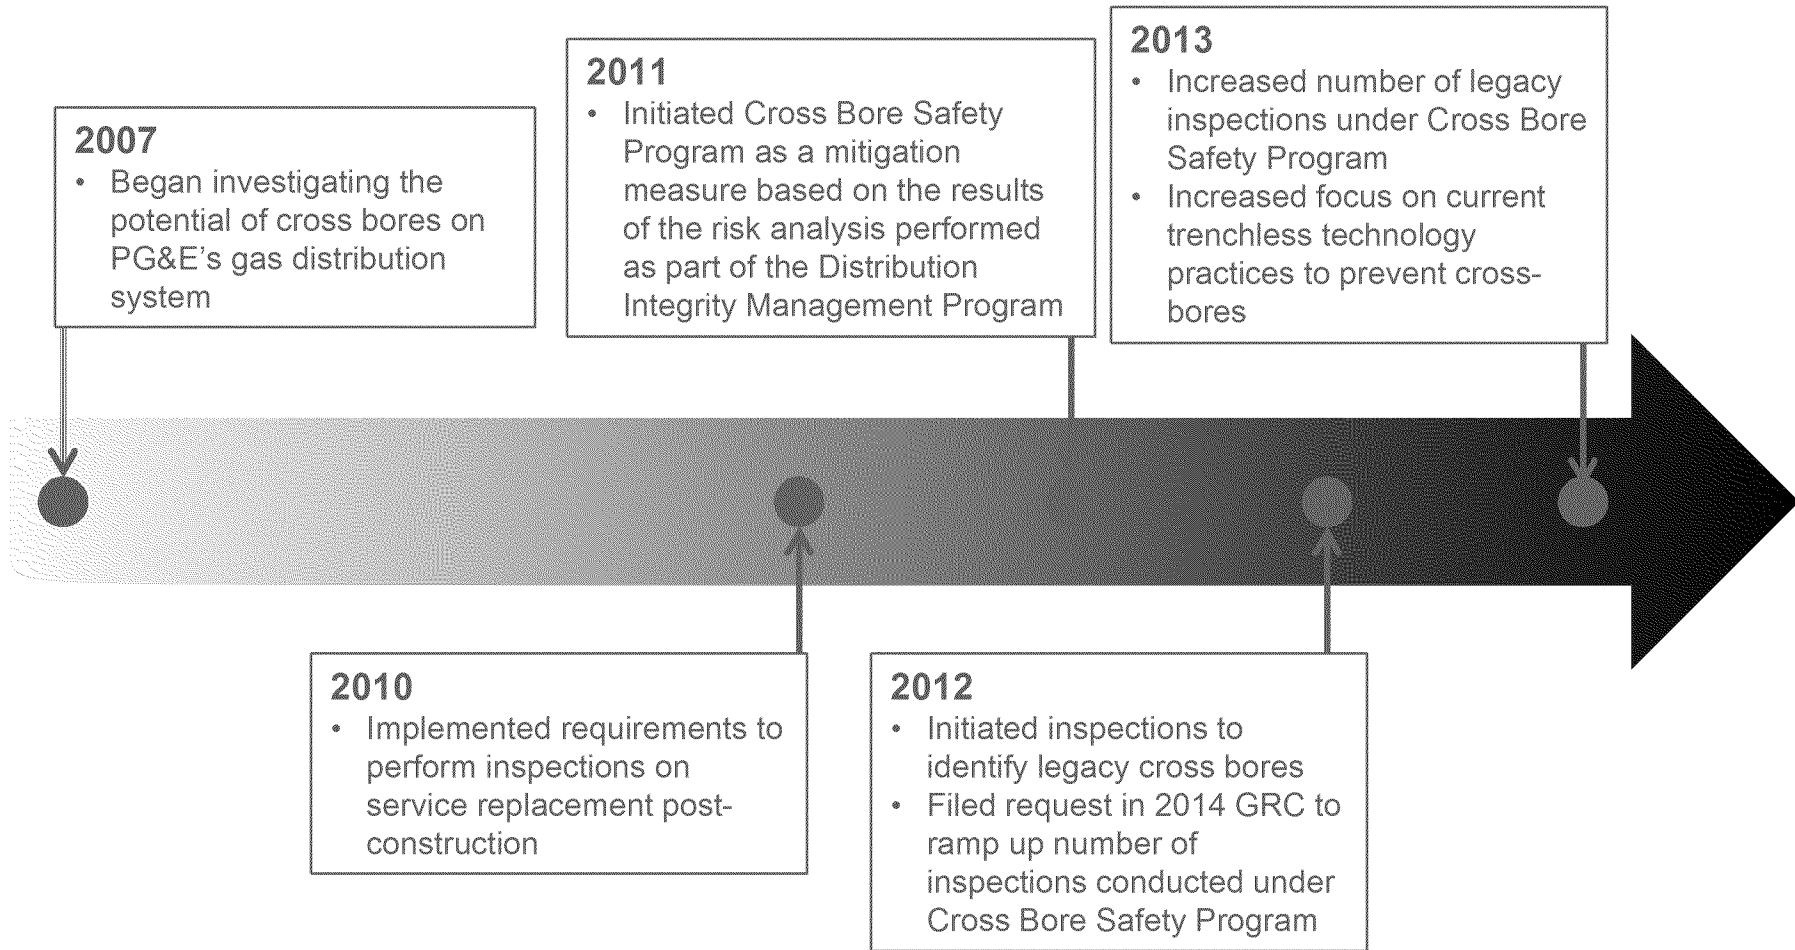 2007
• Began investigating the
potential of cross bores on
PG&E's gas distribution
system
2010
• Implemented requirements to
perform inspections on
service replacement post-
construction
2011
• Initiated Cross Bore Safety
Program as a mitigation
measure based on the results
of the risk analysis performed
as part of the Distribution
Integrity Management Program
2012
• Initiated inspections to
identify legacy cross bores
• Filed request in 2014 GRC to
ramp up number of
inspections conducted under
Cross Bore Safety Program
2013
• Increased number of legacy
inspections under Cross Bore
Safety Program
• Increased focus on current
trenchless technology
practices to prevent cross-
bores